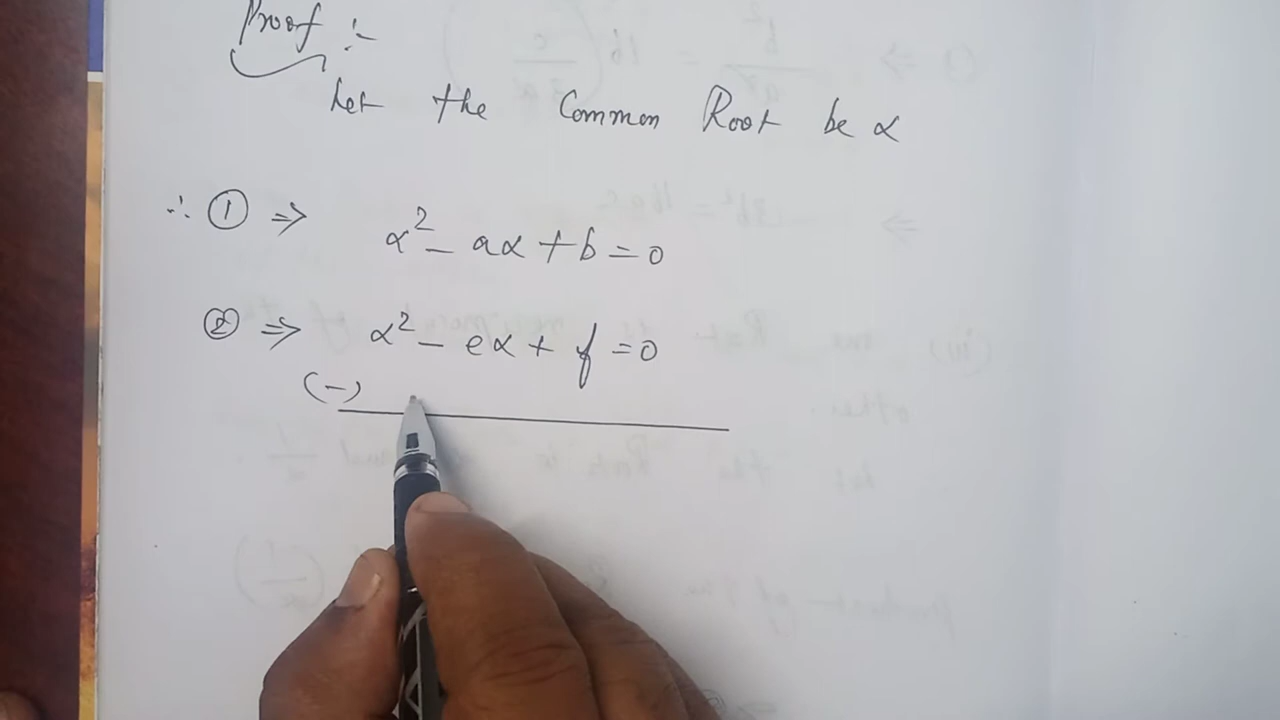 Proof :-
Let the Common Root be α
∴ ① ⇒ α² - aα + b = 0
② ⇒ α² - eα + f = 0
(-)